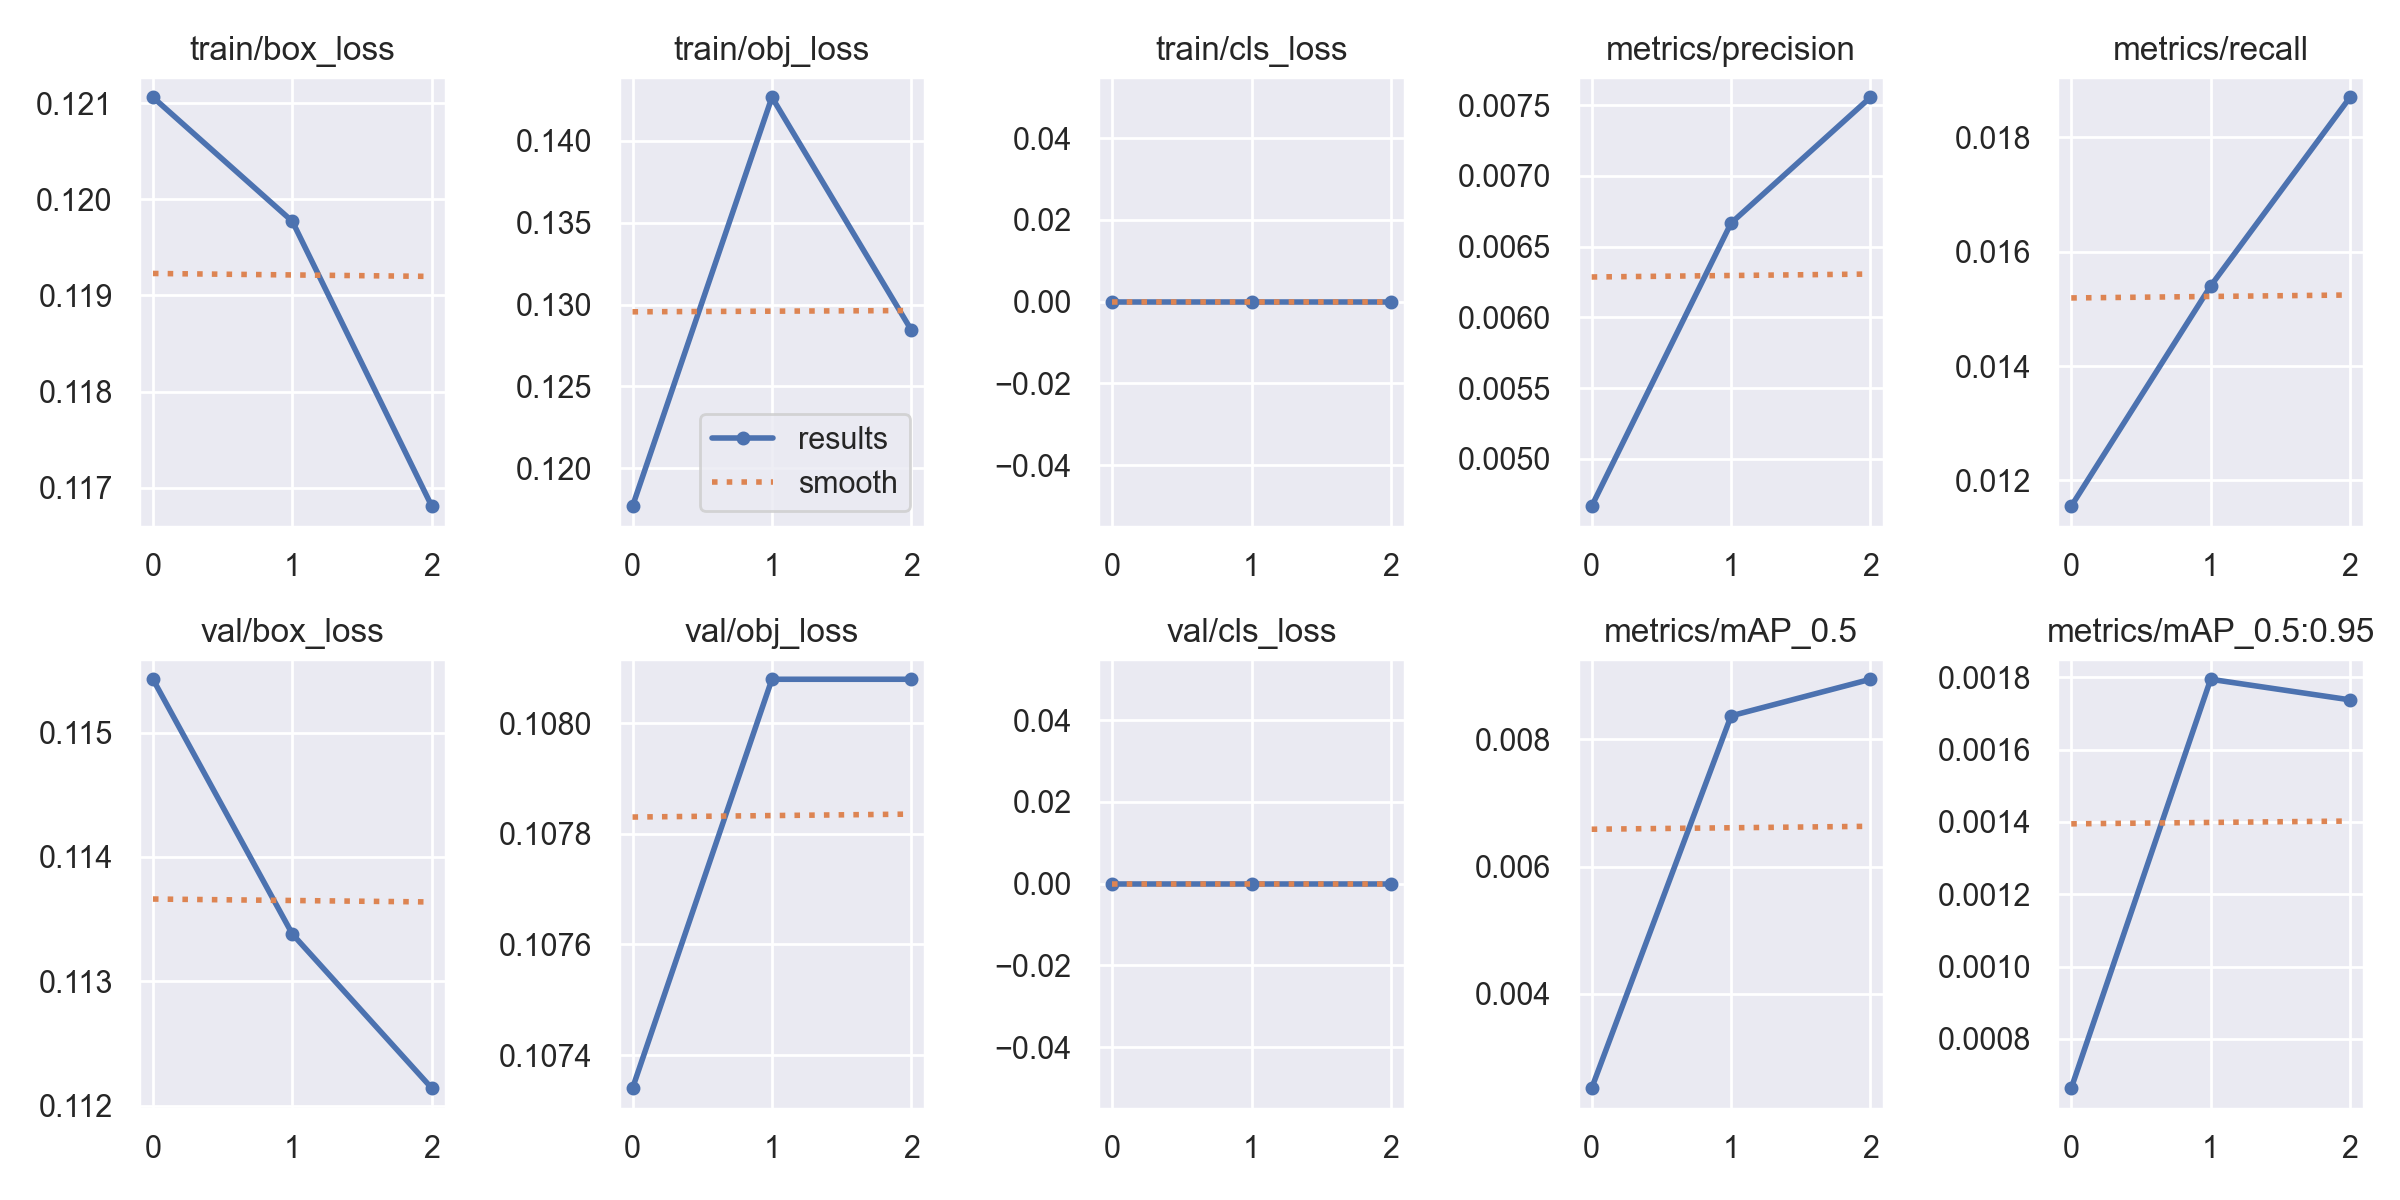 train/box_loss
0.121
0.120
0.119
0.118
0.117
0 1 2
train/obj_loss
0.140
0.135
0.130
0.125
0.120
results
smooth
0 1 2
train/cls_loss
0.04
0.02
0.00
−0.02
−0.04
0 1 2
metrics/precision
0.0075
0.0070
0.0065
0.0060
0.0055
0.0050
0 1 2
metrics/recall
0.018
0.016
0.014
0.012
0 1 2
val/box_loss
0.115
0.114
0.113
0.112
0 1 2
val/obj_loss
0.1080
0.1078
0.1076
0.1074
0 1 2
val/cls_loss
0.04
0.02
0.00
−0.02
−0.04
0 1 2
metrics/mAP_0.5
0.008
0.006
0.004
0 1 2
metrics/mAP_0.5:0.95
0.0018
0.0016
0.0014
0.0012
0.0010
0.0008
0 1 2